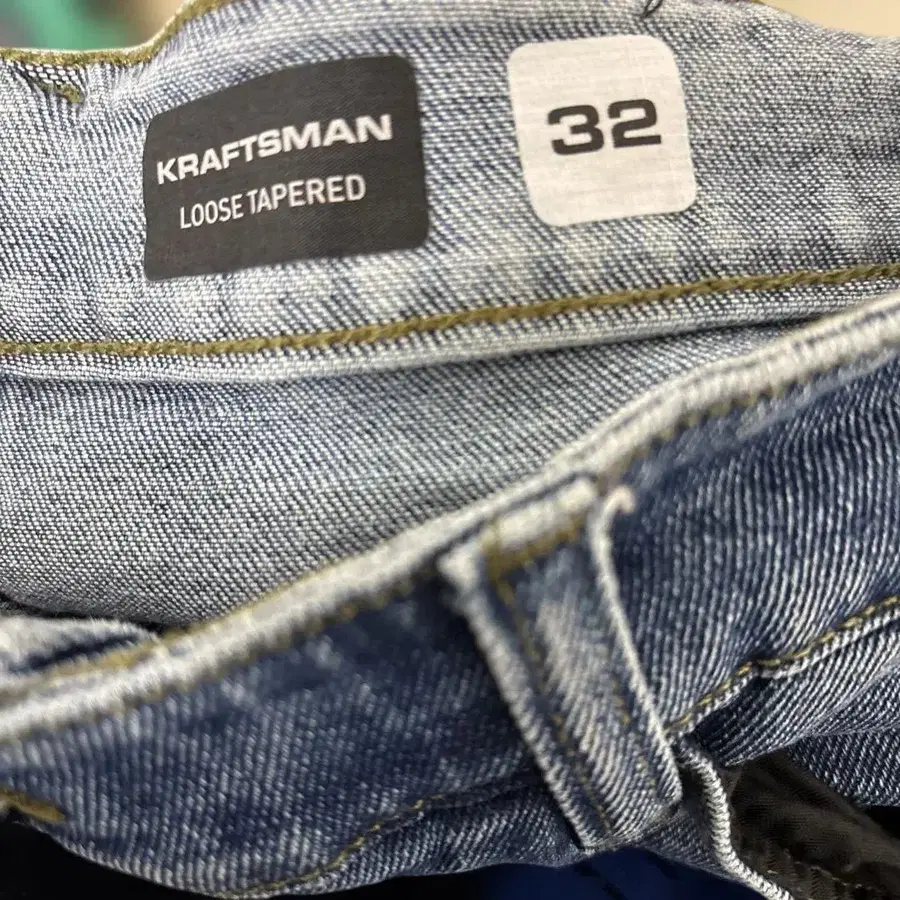 KRAFTSMAN
LOOSE TAPERED
32